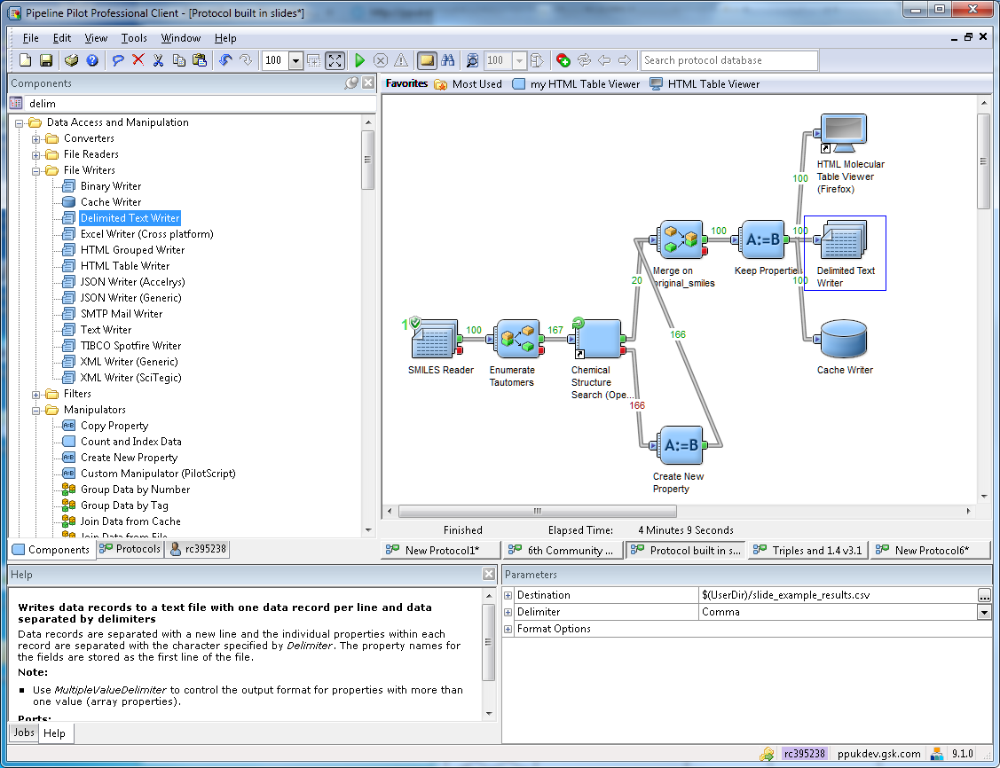 Pipeline Pilot Professional Client - [Protocol built in slides*]
File Edit View Tools Window Help
100
100
Search protocol database
Components
Favorites Most Used my HTML Table Viewer HTML Table Viewer
delim
Data Access and Manipulation
Converters
File Readers
File Writers
Binary Writer
Cache Writer
Delimited Text Writer
Excel Writer (Cross platform)
HTML Grouped Writer
HTML Table Writer
JSON Writer (Accelrys)
JSON Writer (Generic)
SMTP Mail Writer
Text Writer
TIBCO Spotfire Writer
XML Writer (Generic)
XML Writer (SciTegic)
Filters
Manipulators
Copy Property
Count and Index Data
Create New Property
Custom Manipulator (PilotScript)
Group Data by Number
Group Data by Tag
Join Data from Cache
Join Data from File
Components Protocols rc395238
HTML Molecular
Table Viewer
(Firefox)
100
100
A:=B
100
100
Merge on
original_smiles
Keep Properties
Delimited Text
Writer
20
1
100
167
166
SMILES Reader
Enumerate
Tautomers
Chemical
Structure
Search (Ope...
Cache Writer
166
A:=B
Create New
Property
Finished Elapsed Time: 4 Minutes 9 Seconds
New Protocol1* 6th Community ... Protocol built in s... Triples and 1.4 v3.1 New Protocol6*
Help
Writes data records to a text file with one data record per line and data
separated by delimiters
Data records are separated with a new line and the individual properties within each
record are separated with the character specified by Delimiter. The property names for
the fields are stored as the first line of the file.
Note:
Use MultipleValueDelimiter to control the output format for properties with more than
one value (array properties).
Ports:
Jobs Help
Parameters
Destination $(UserDir)/slide_example_results.csv
Delimiter Comma
Format Options
rc395238 ppukdev.gsk.com 9.1.0